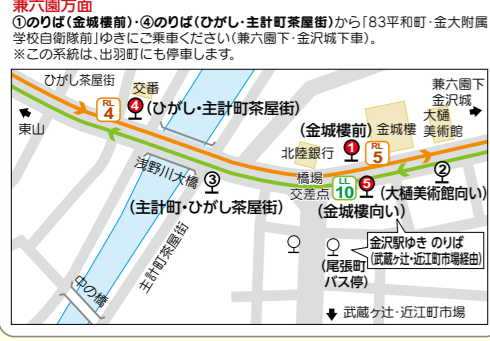 兼六園方面
①のりば(金城樓前)・④のりば(ひがし・主計町茶屋街)から「83平和町・金大附属
学校自衛隊前」ゆきにご乗車ください(兼六園下・金沢城下車)。
※この系統は、出羽町にも停車します。
ひがし茶屋街
交番
RL
4
4
(ひがし・主計町茶屋街)
東山
兼六園下
金沢城
大樋
美術館
(金城樓前)
金城樓
北陸銀行
1
RL
5
浅野川大橋
③
(主計町・ひがし茶屋街)
橋場
交差点
LL
10
5
②
(大樋美術館向い)
(金城樓向い)
主計町茶屋街
中の橋
(尾張町
バス停)
金沢駅ゆき のりば
(武蔵ヶ辻・近江町市場経由)
武蔵ヶ辻・近江町市場